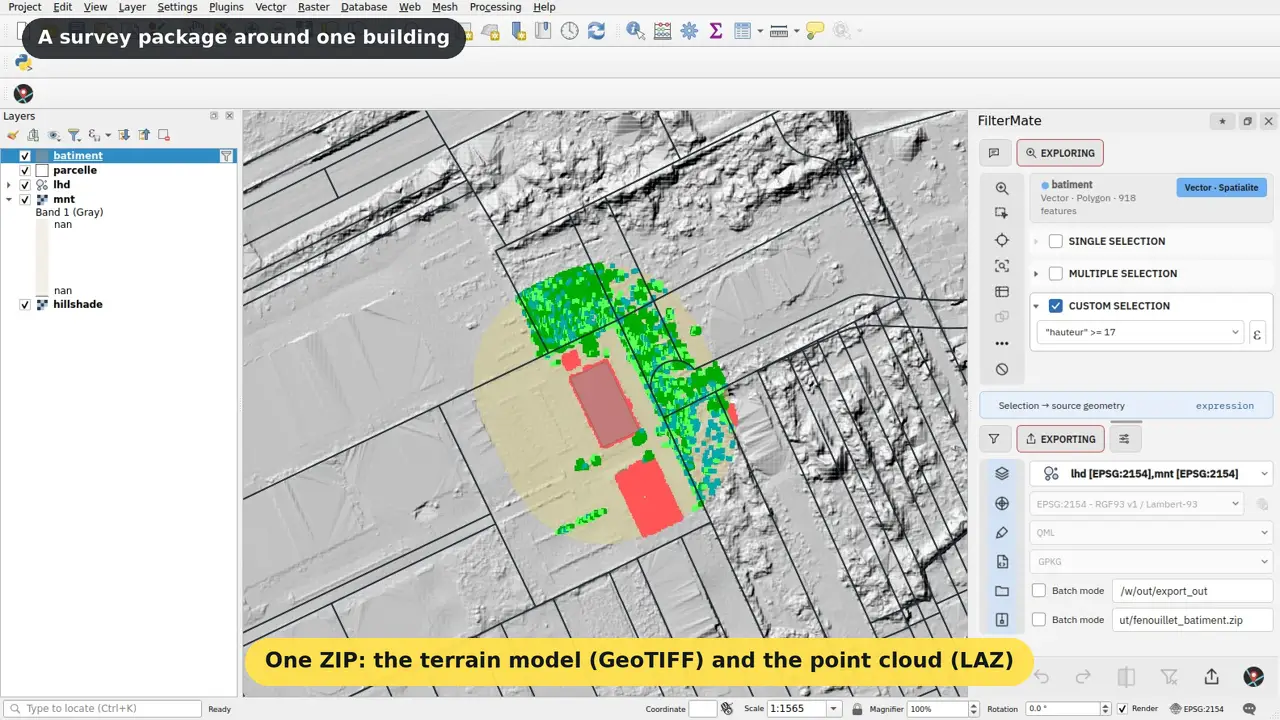 Project Edit View Layer Settings Plugins Vector Raster Database Web Mesh Processing Help
A survey package around one building
Layers
batiment
parcelle
lhd
mnt
Band 1 (Gray)
nan
nan
hillshade
FilterMate
EXPLORING
batiment
Vector · Polygon · 918
features
Vector · Spatialite
SINGLE SELECTION
MULTIPLE SELECTION
CUSTOM SELECTION
"hauteur" >= 17
ε
Selection → source geometry expression
EXPORTING
lhd [EPSG:2154],mnt [EPSG:2154]
EPSG:2154 - RGF93 v1 / Lambert-93
QML
GPKG
Batch mode /w/out/export_out
Batch mode ut/fenouillet_batiment.zip
One ZIP: the terrain model (GeoTIFF) and the point cloud (LAZ)
Type to locate (Ctrl+K) Ready Coordinate Scale 1:1565 Magnifier 100% Rotation 0.0 ° Render EPSG:2154